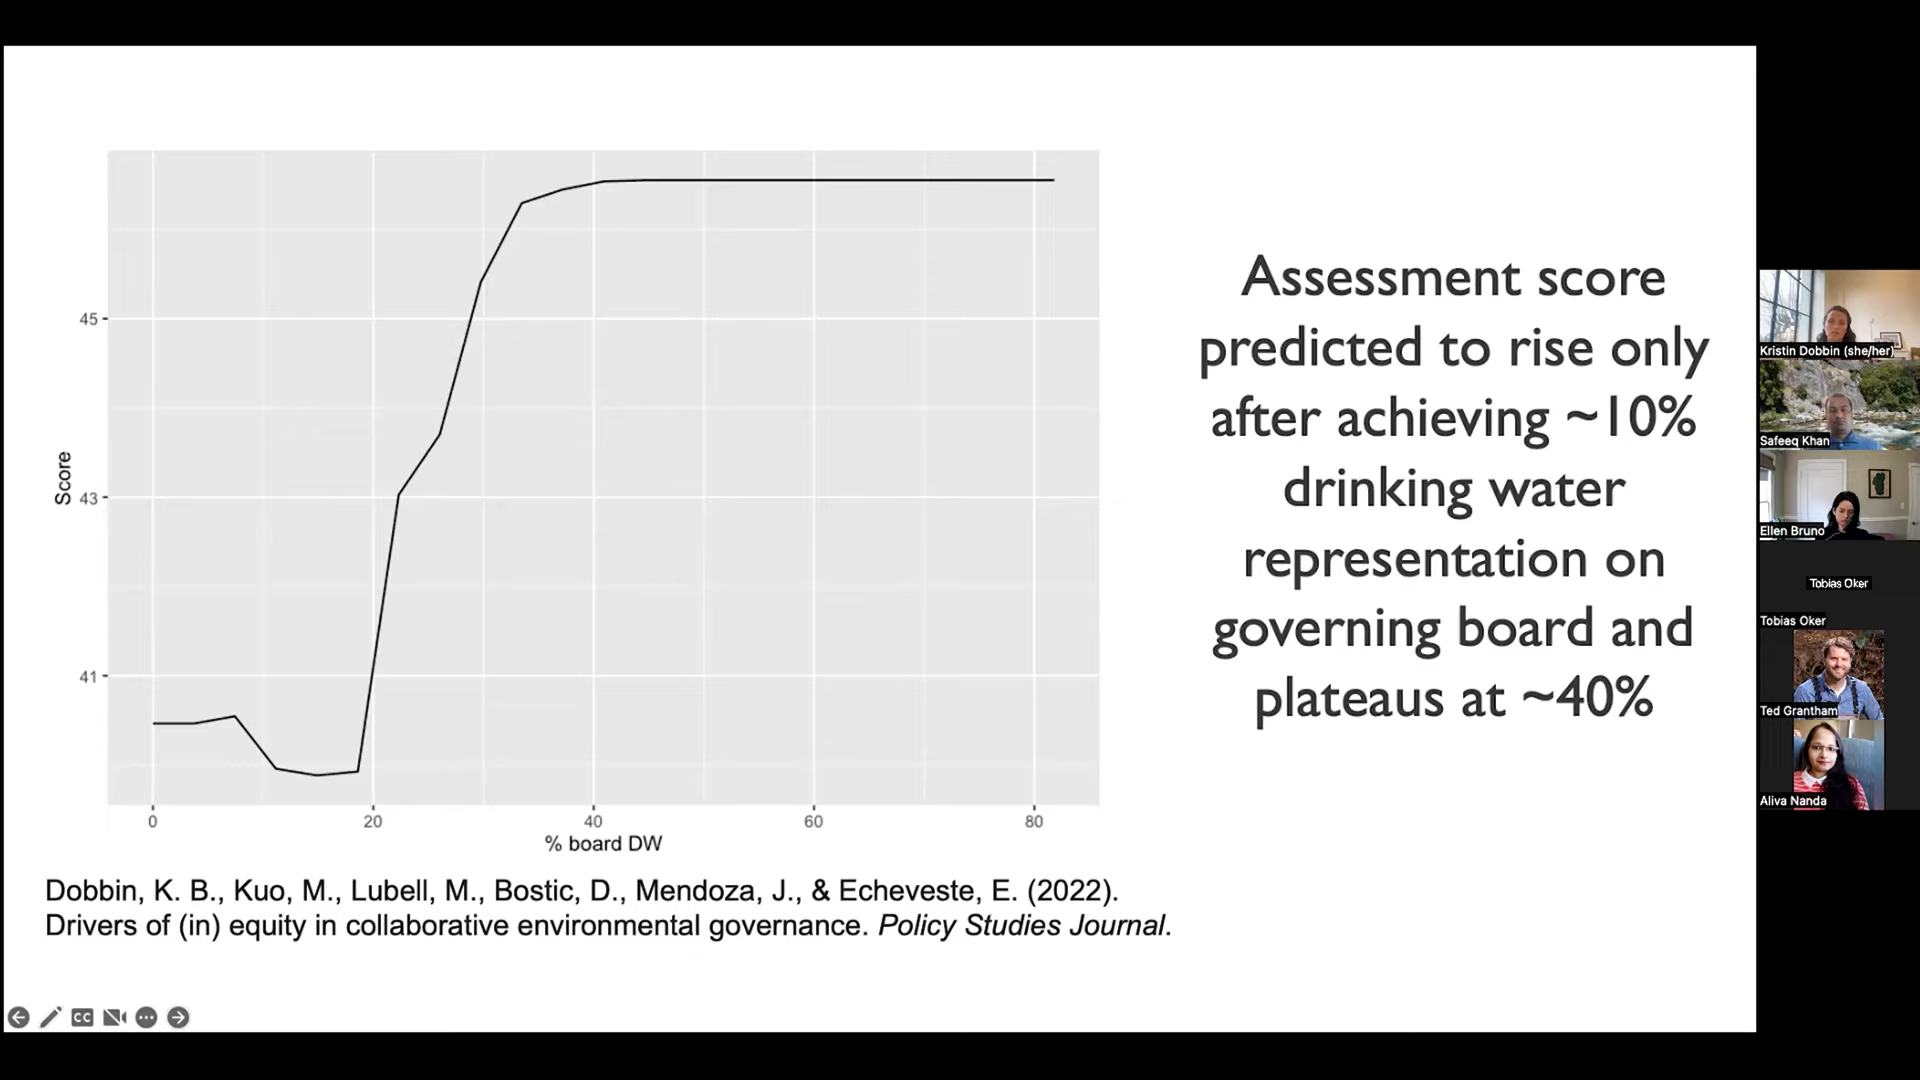 45
43
41
Score
0 20 40 60 80
% board DW
Assessment score
predicted to rise only
after achieving ~10%
drinking water
representation on
governing board and
plateaus at ~40%
Dobbin, K. B., Kuo, M., Lubell, M., Bostic, D., Mendoza, J., & Echeveste, E. (2022).
Drivers of (in) equity in collaborative environmental governance. Policy Studies Journal.
CC
Kristin Dobbin (she/her)
Safeeq Khan
Ellen Bruno
Tobias Oker
Tobias Oker
Ted Grantham
Aliva Nanda